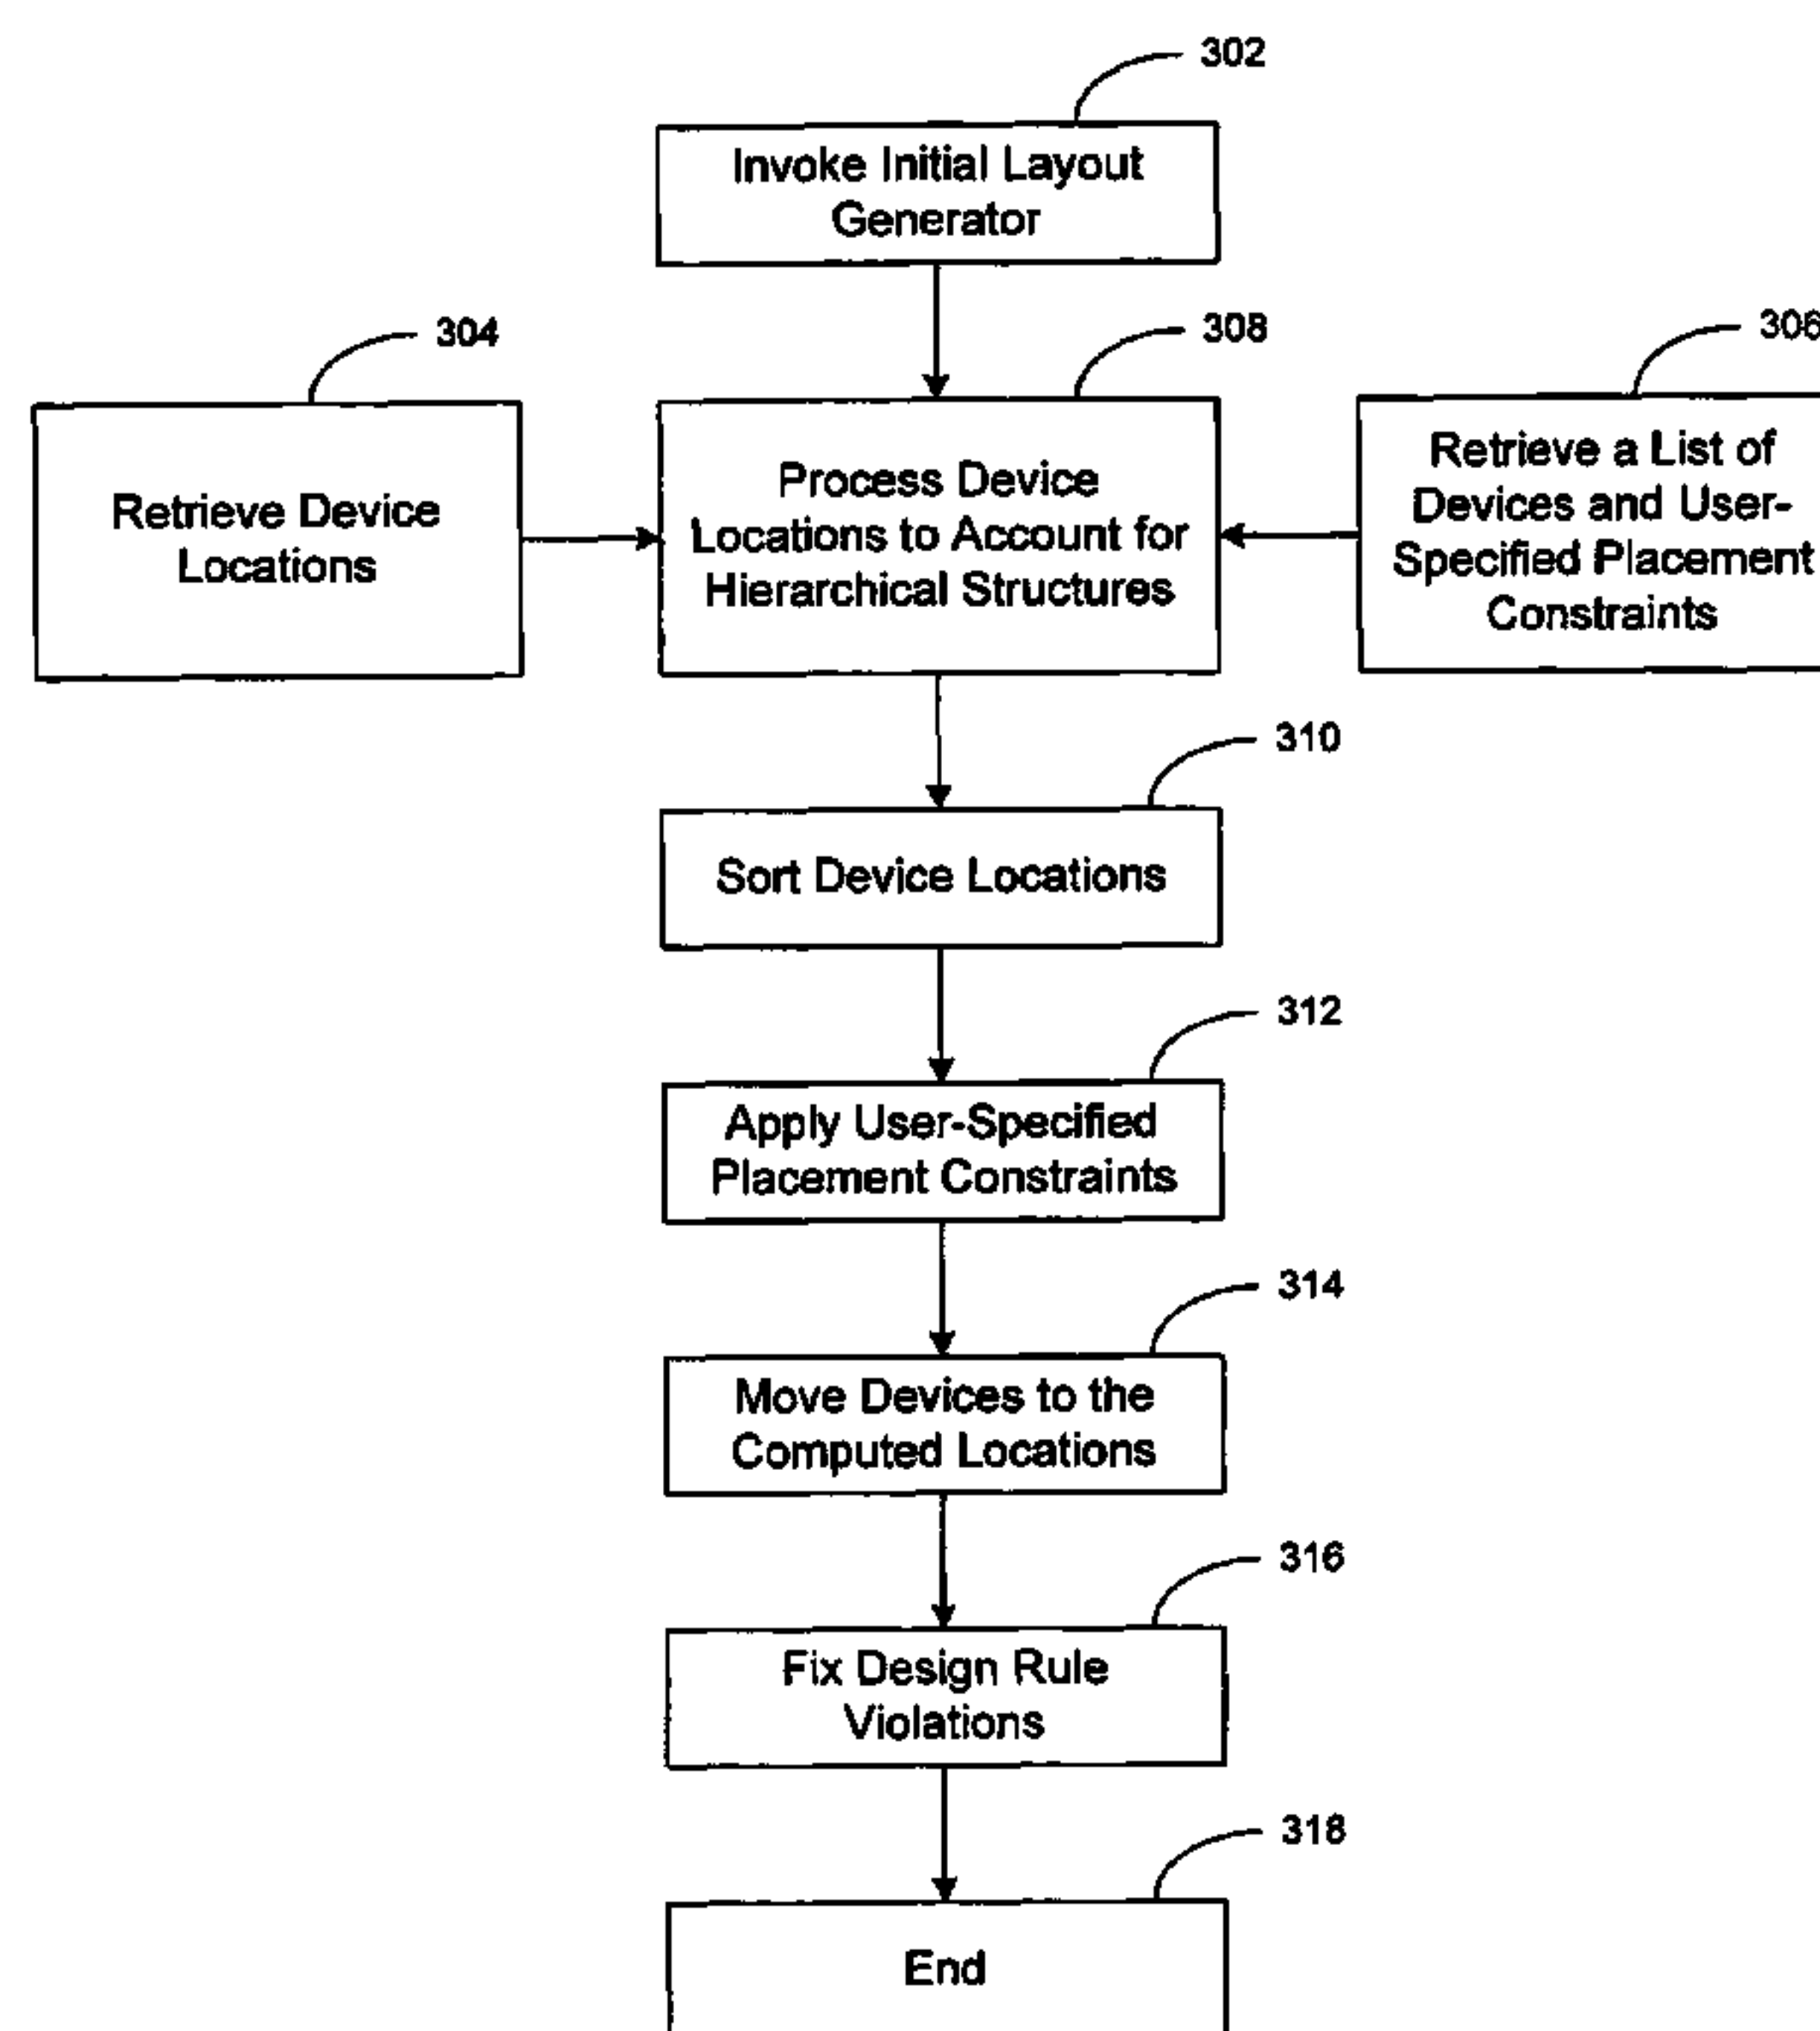 302
Invoke Initial Layout
Generator
304
308
306
Retrieve Device
Locations
Process Device
Locations to Account for
Hierarchical Structures
Retrieve a List of
Devices and User-
Specified Placement
Constraints
310
Sort Device Locations
312
Apply User-Specified
Placement Constraints
314
Move Devices to the
Computed Locations
316
Fix Design Rule
Violations
318
End